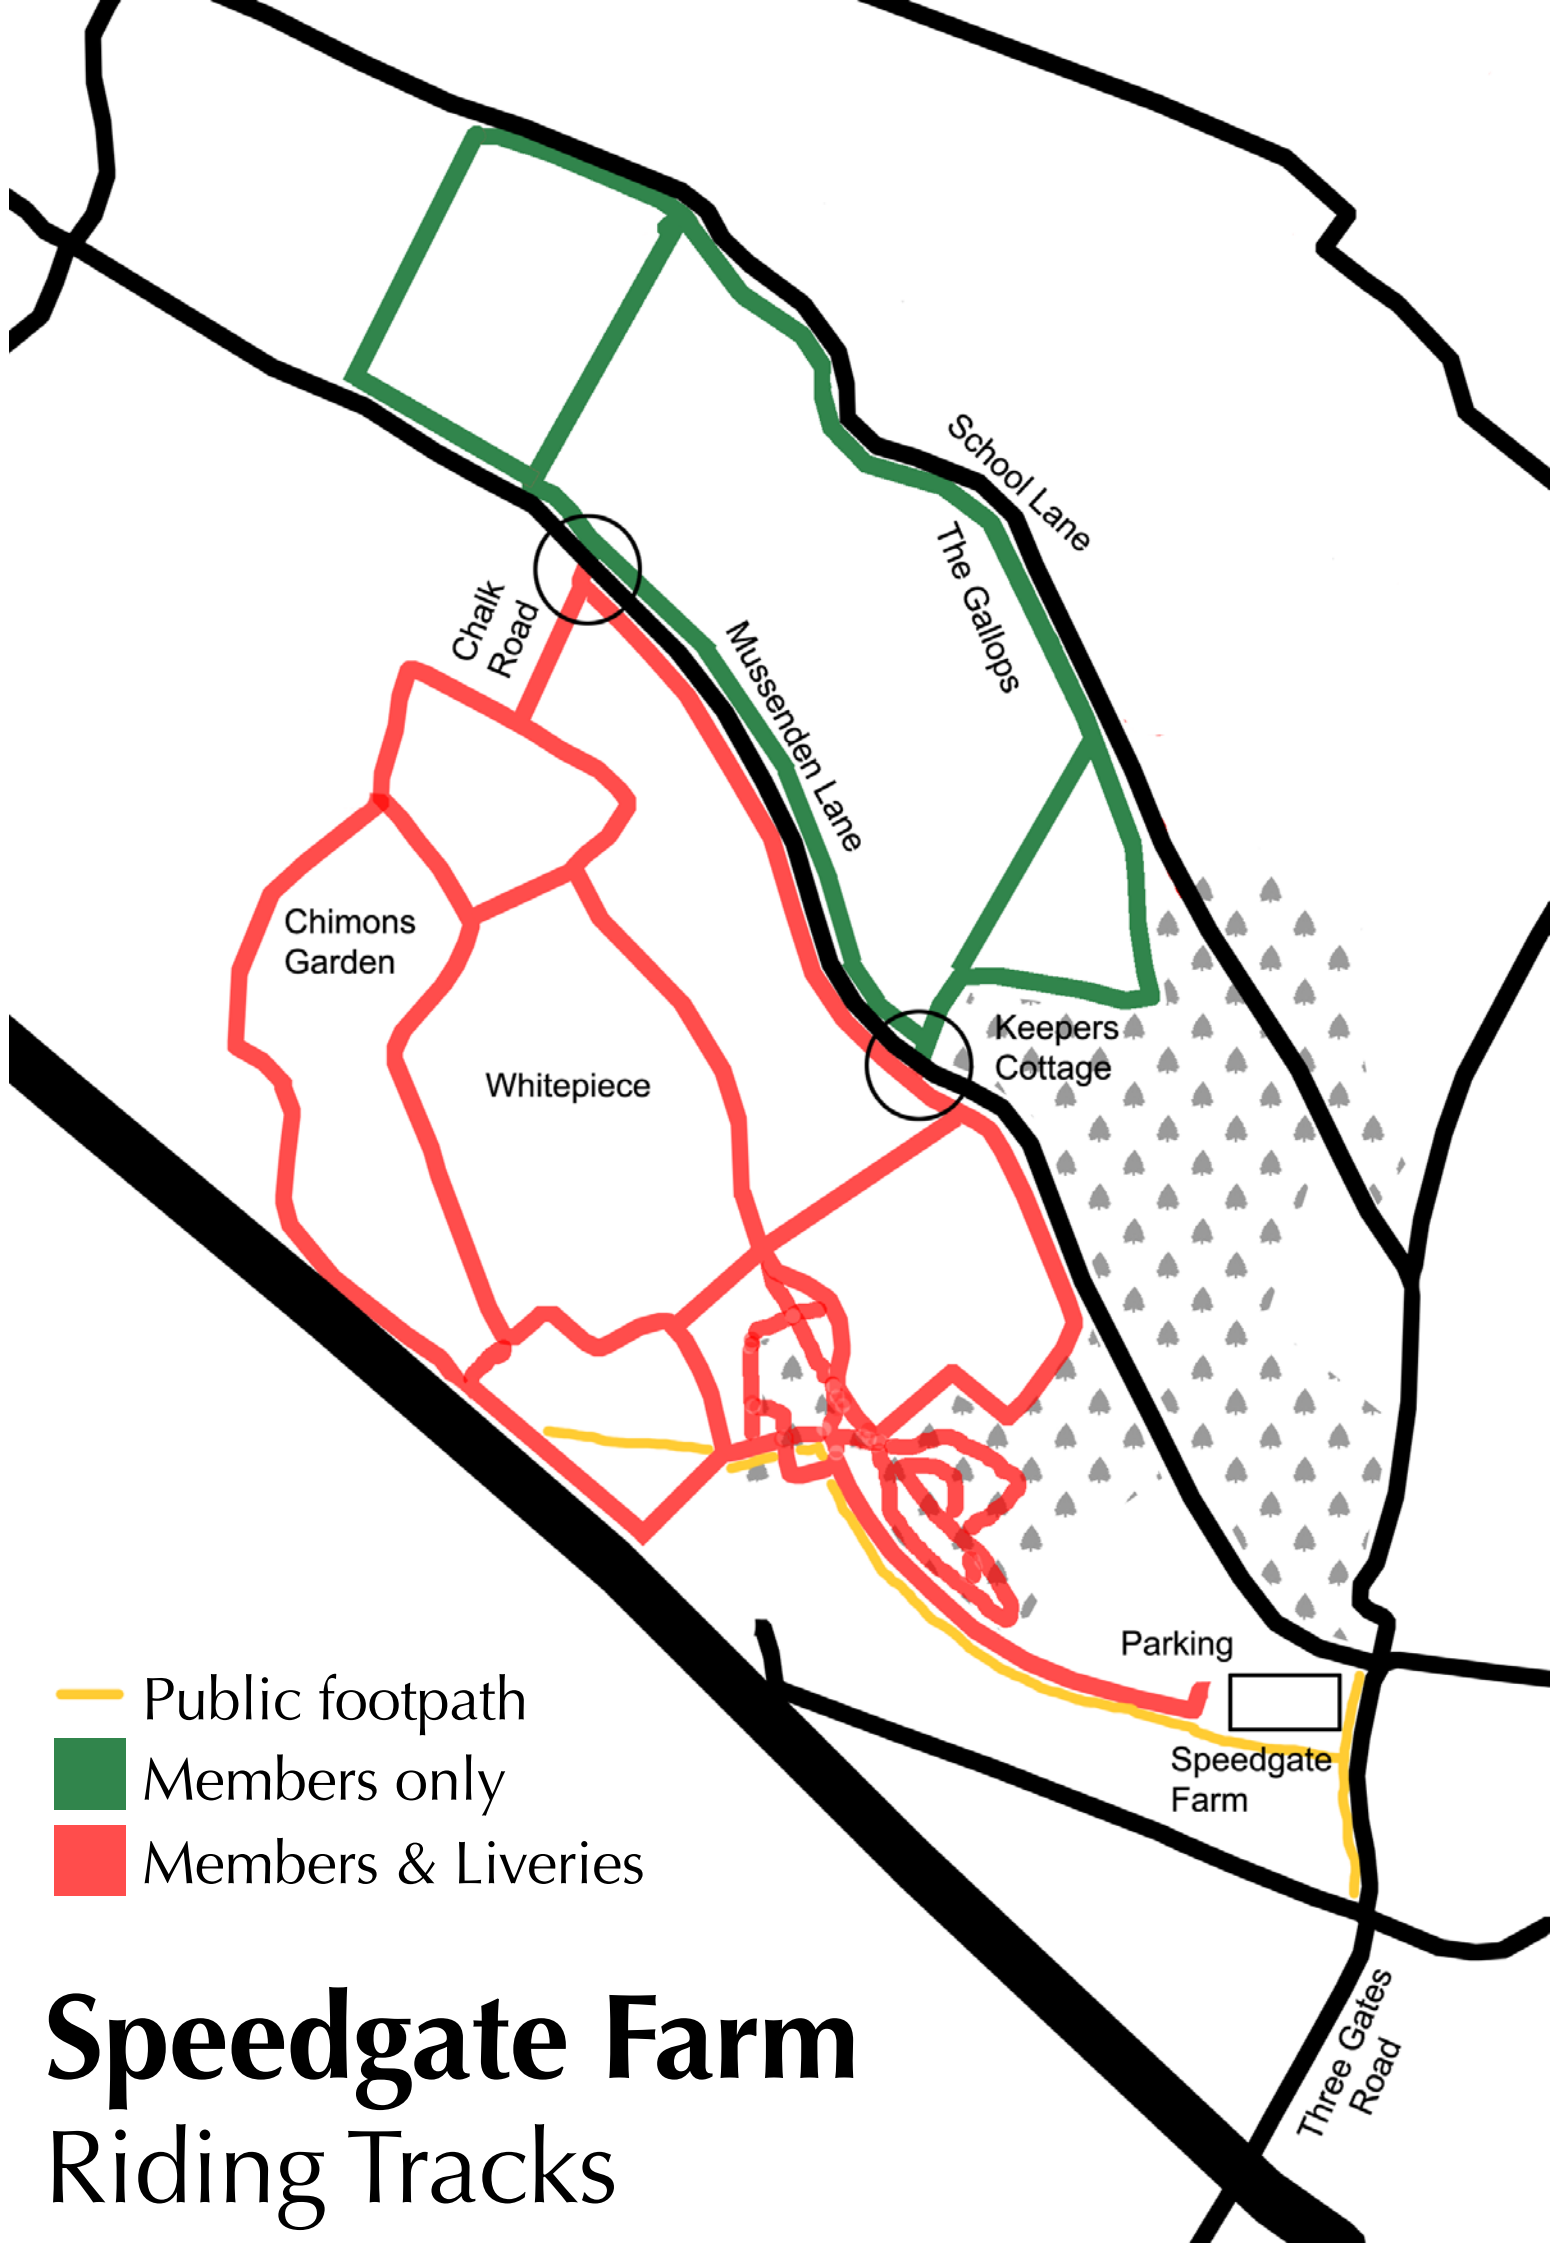 School Lane
The Gallops
Chalk
Road
Mussenden Lane
Chimons
Garden
Keepers
Cottage
Whitepiece
Parking
Speedgate
Farm
Public footpath
Members only
Members & Liveries
Three Gates
Road
Speedgate Farm
Riding Tracks